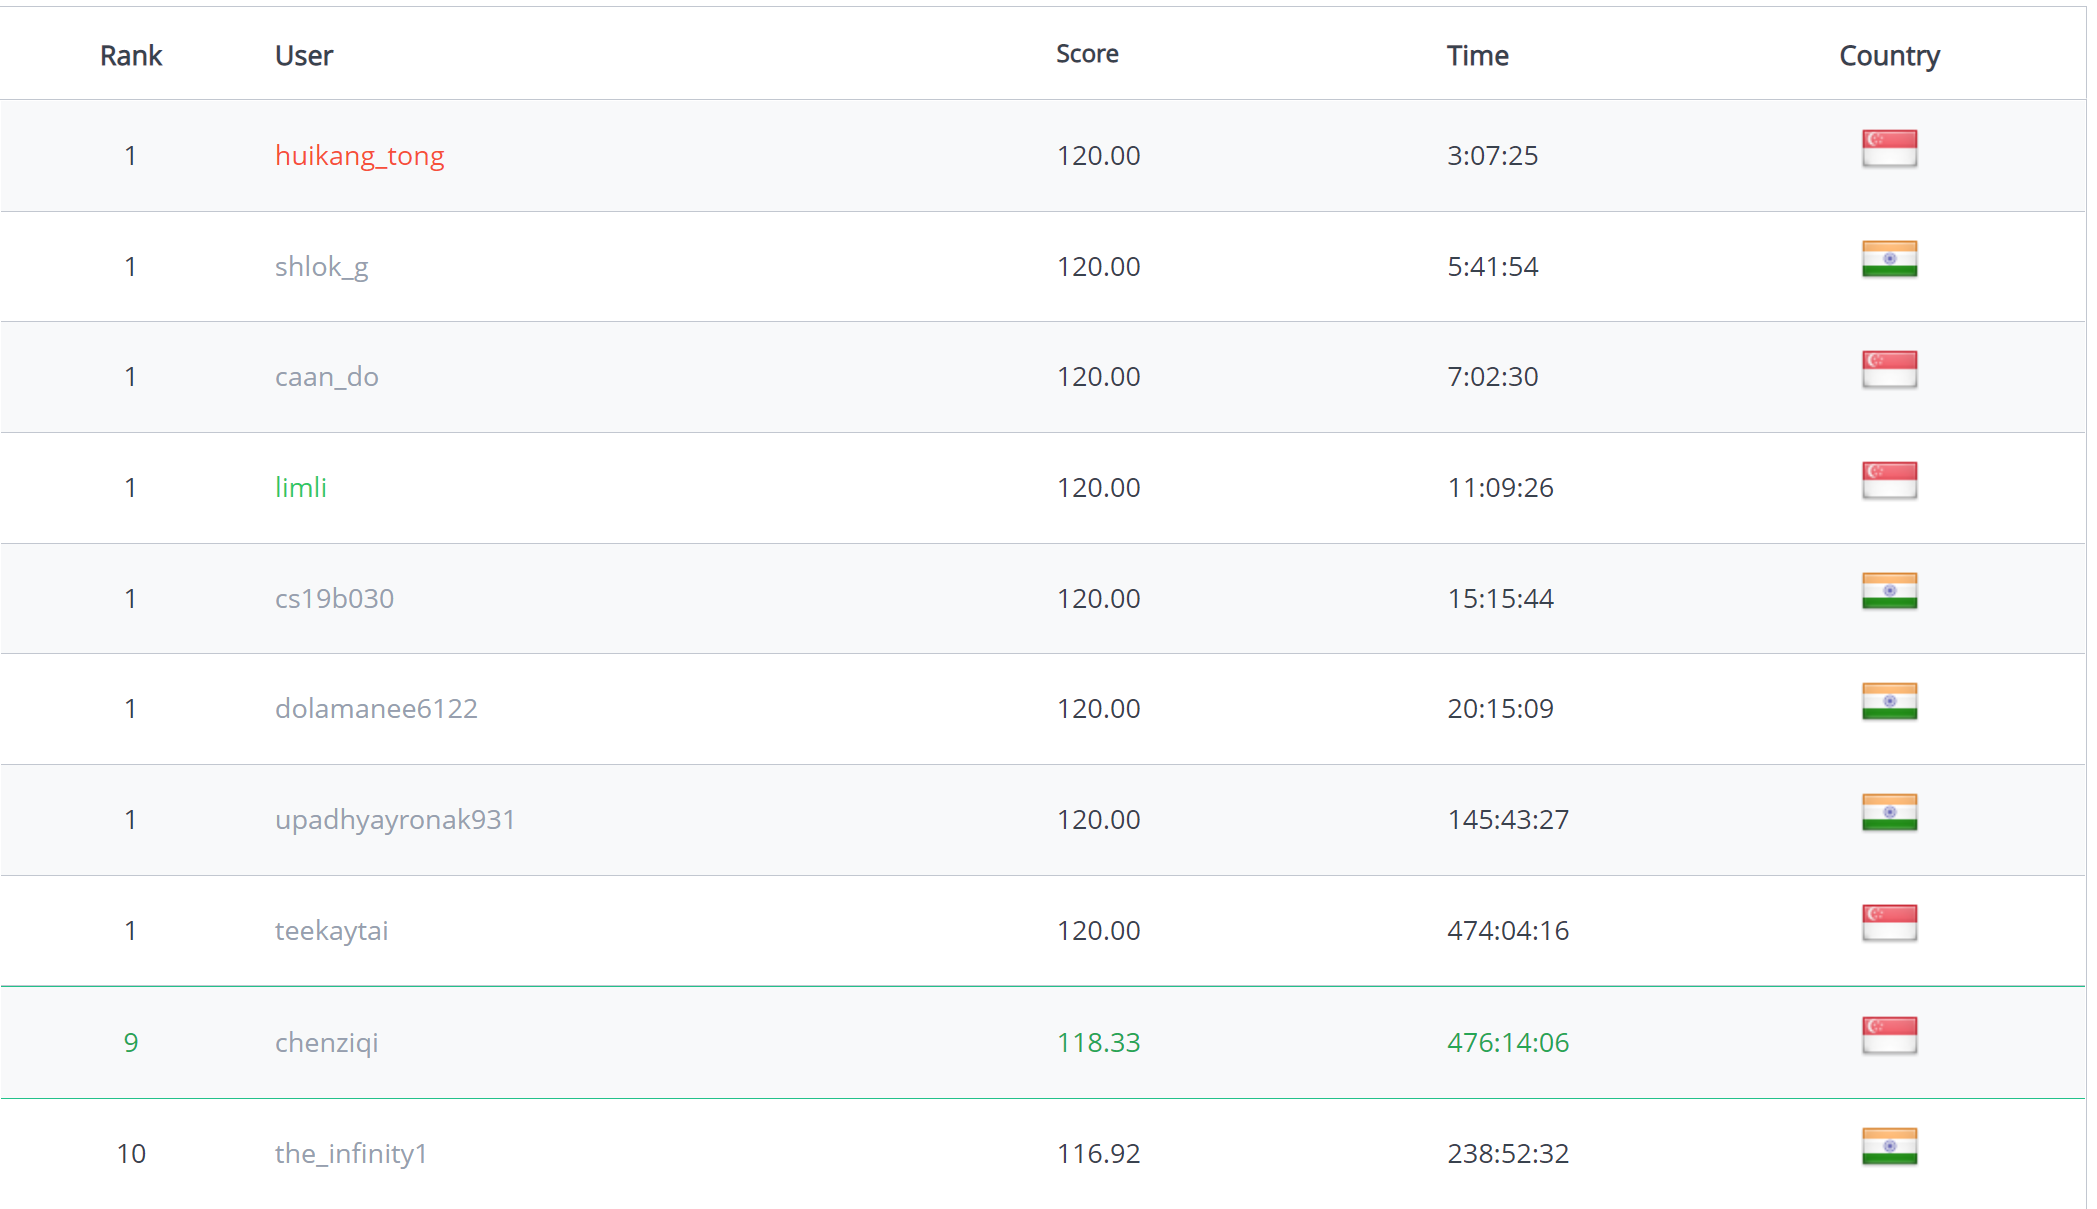 Rank User Score Time Country
1 huikang_tong 120.00 3:07:25
1 shlok_g 120.00 5:41:54
1 caan_do 120.00 7:02:30
1 limli 120.00 11:09:26
1 cs19b030 120.00 15:15:44
1 dolamanee6122 120.00 20:15:09
1 upadhyayronak931 120.00 145:43:27
1 teekaytai 120.00 474:04:16
9 chenziqi 118.33 476:14:06
10 the_infinity1 116.92 238:52:32